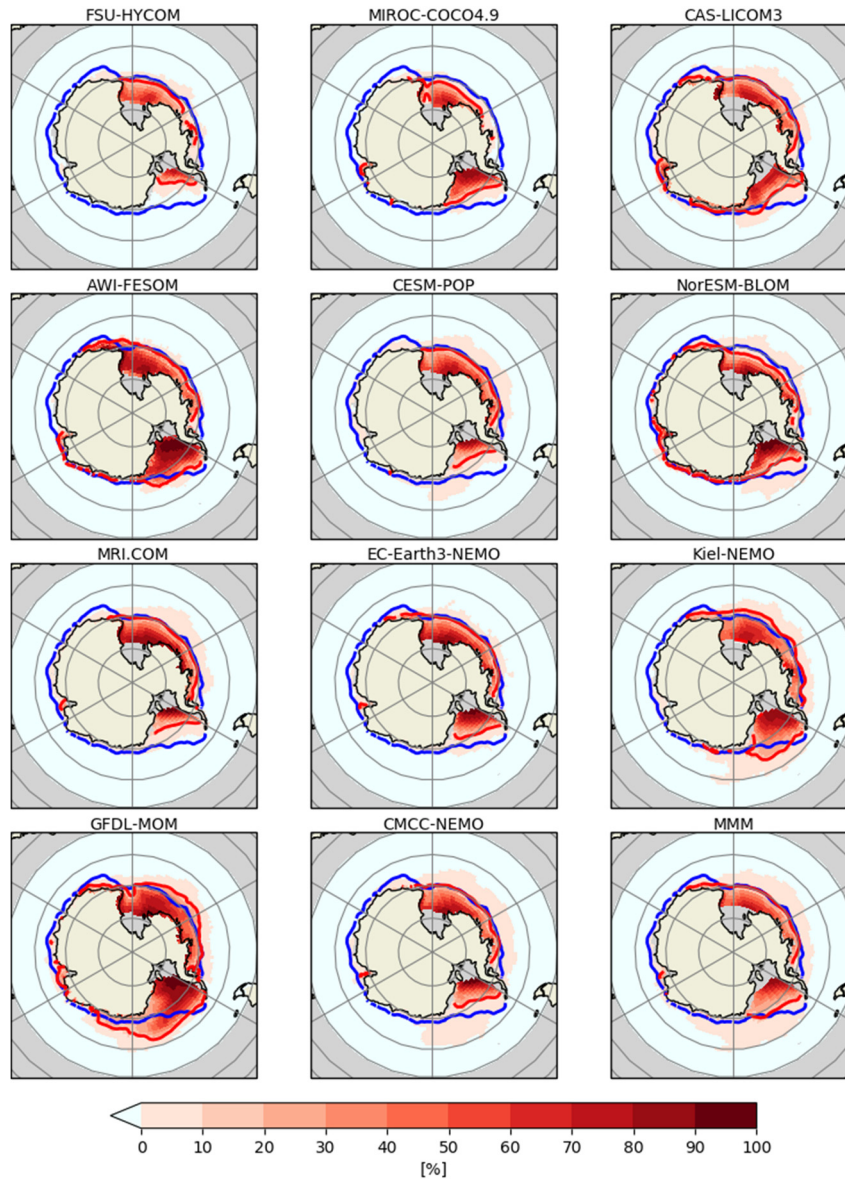 FSU-HYCOM MIROC-COCO4.9 CAS-LICOM3
AWI-FESOM CESM-POP NorESM-BLOM
MRI.COM EC-Earth3-NEMO Kiel-NEMO
GFDL-MOM CMCC-NEMO MMM
0 10 20 30 40 50 60 70 80 90 100
[%]